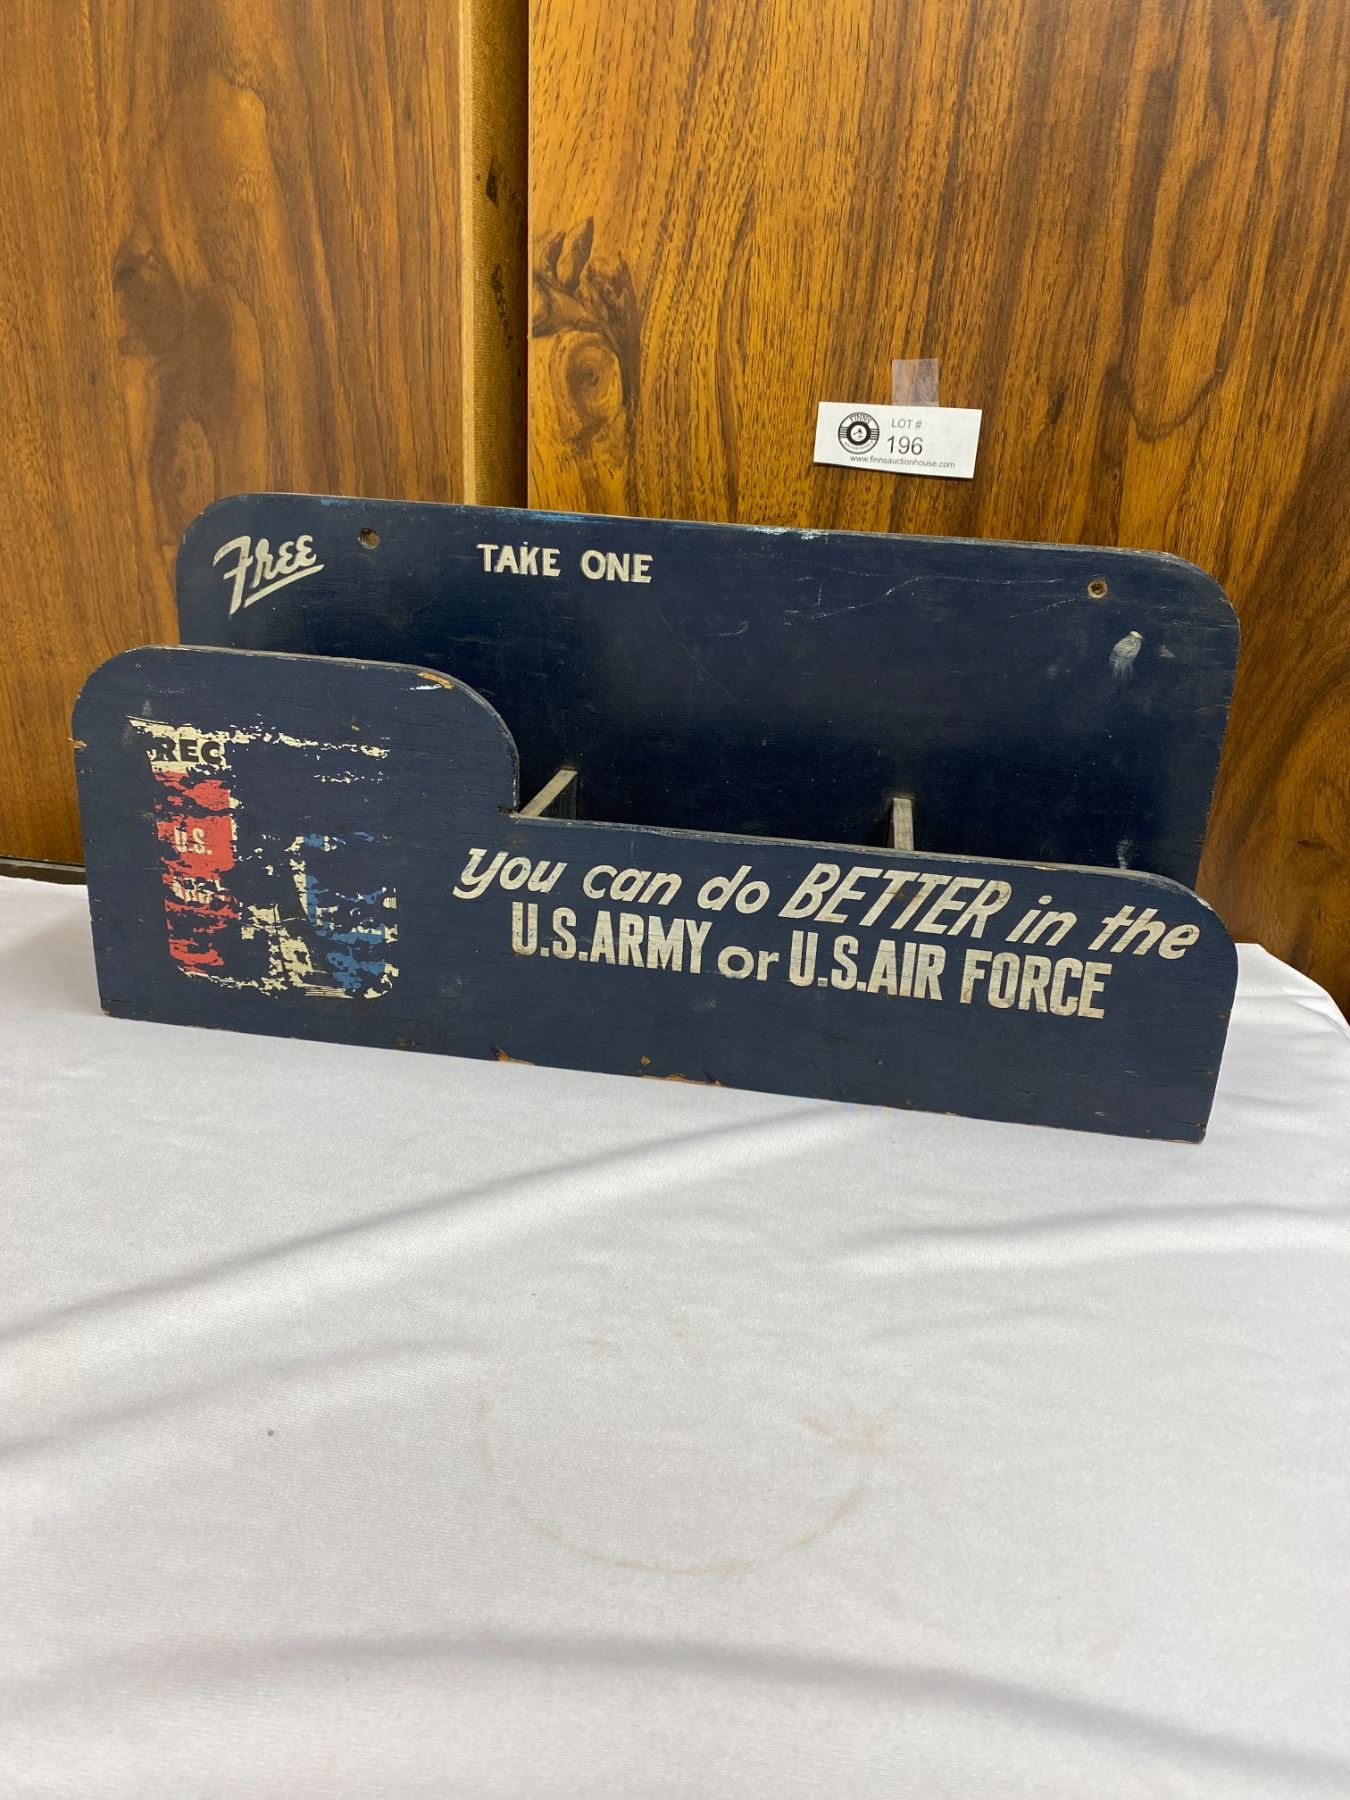 FINNS
LOT #
196
www.finnsauctionhouse.com
Free
TAKE ONE
REC
U.S.
you can do BETTER in the
U.S.ARMY or U.S.AIR FORCE